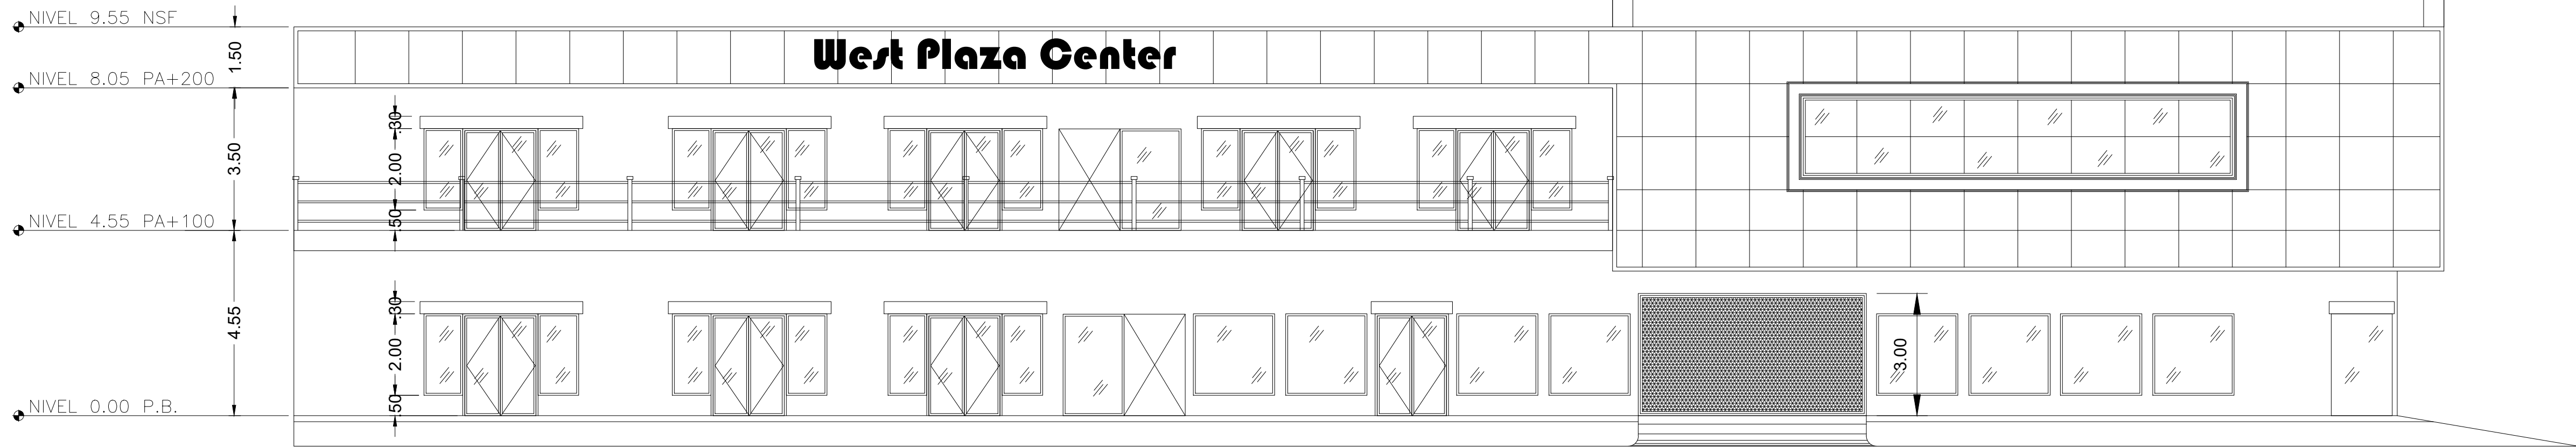 NIVEL 9.55 NSF
1.50
West Plaza Center
NIVEL 8.05 PA+200
3.50
.30
2.00
.50
NIVEL 4.55 PA+100
4.55
.30
2.00
.50
3.00
NIVEL 0.00 P.B.